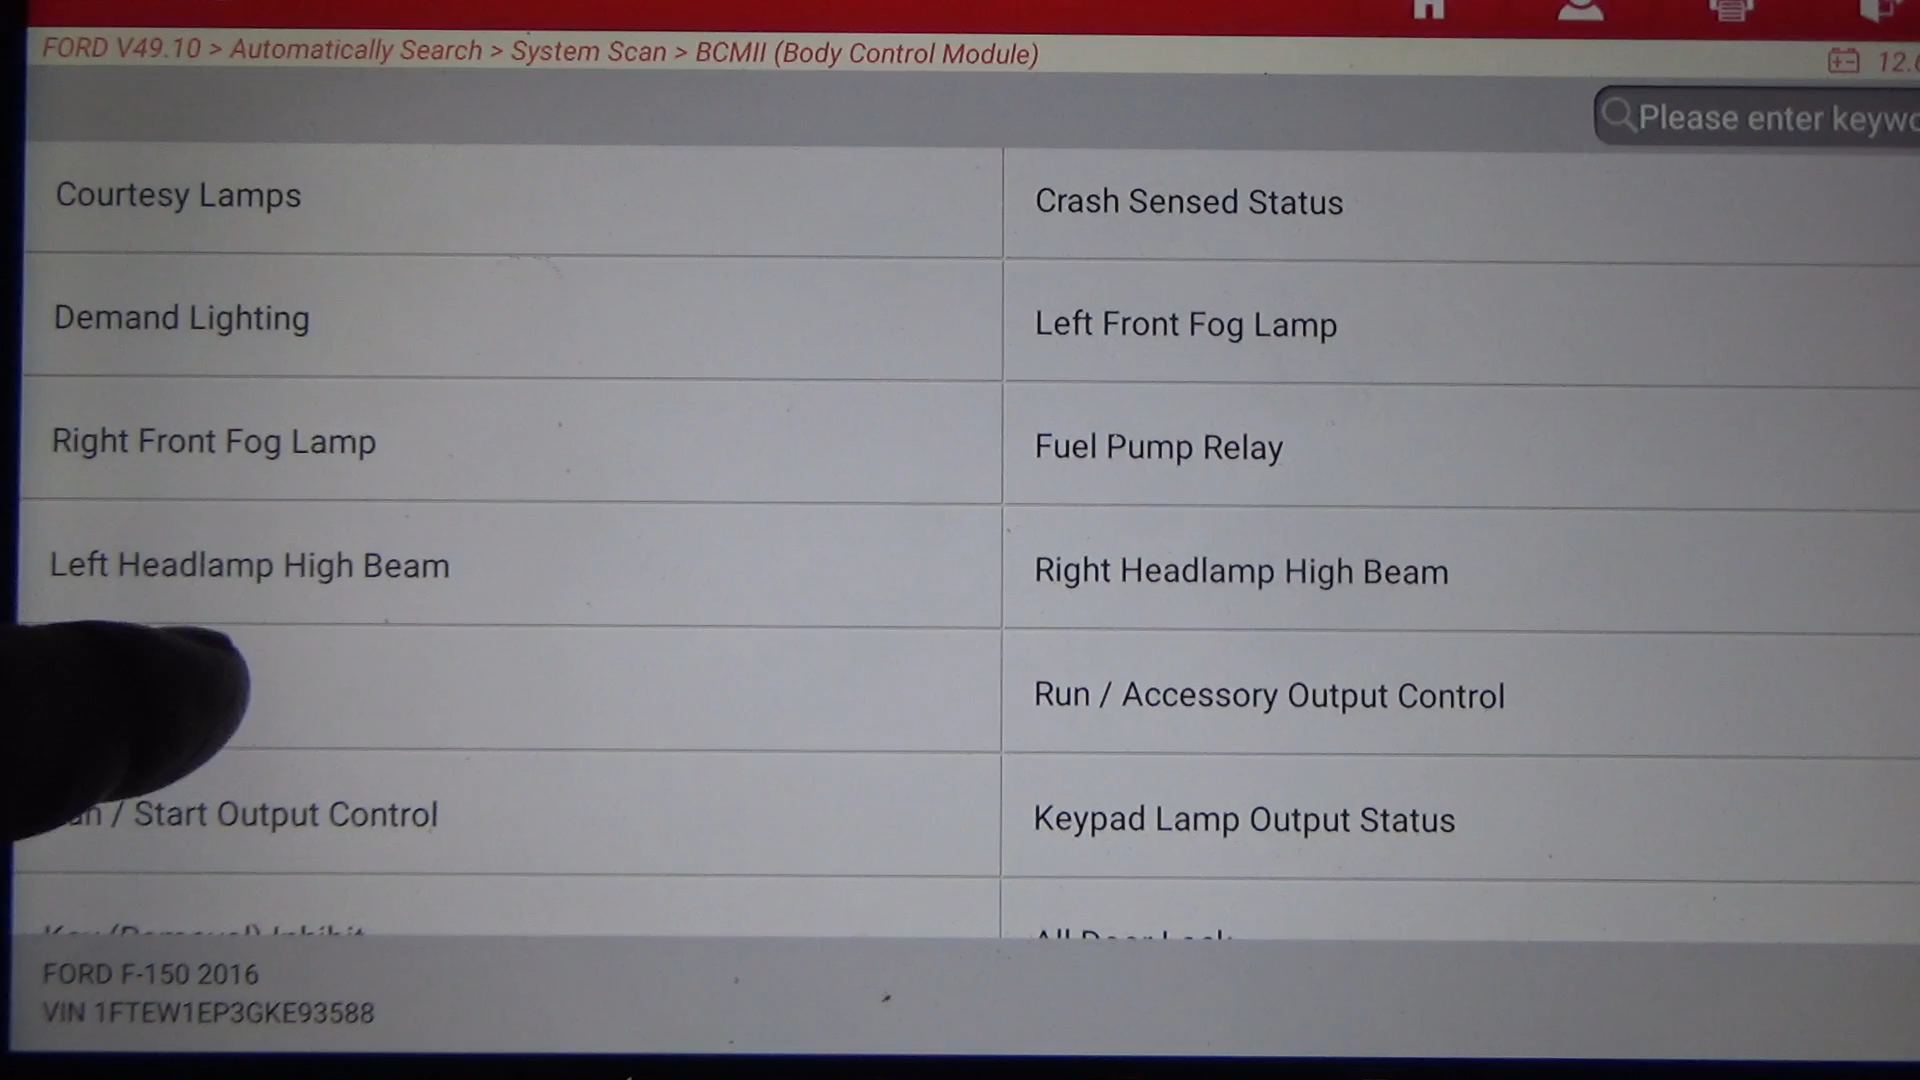 FORD V49.10 > Automatically Search > System Scan > BCMII (Body Control Module)
12.
Please enter keywo
Courtesy Lamps
Crash Sensed Status
Demand Lighting
Left Front Fog Lamp
Right Front Fog Lamp
Fuel Pump Relay
Left Headlamp High Beam
Right Headlamp High Beam
Run / Accessory Output Control
/ Start Output Control
Keypad Lamp Output Status
FORD F-150 2016
VIN 1FTEW1EP3GKE93588